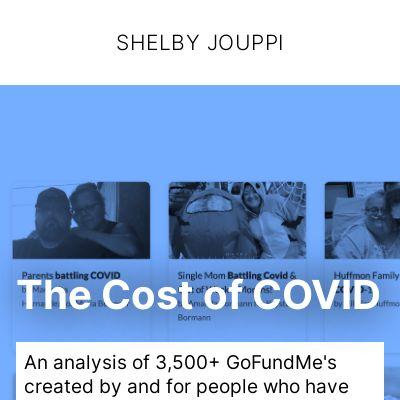 SHELBY JOUPPI
Parents battling COVID
Single Mom Battling Covid &
Huffmon Family
The Cost of COVID
Bormann
An analysis of 3,500+ GoFundMe's
created by and for people who have